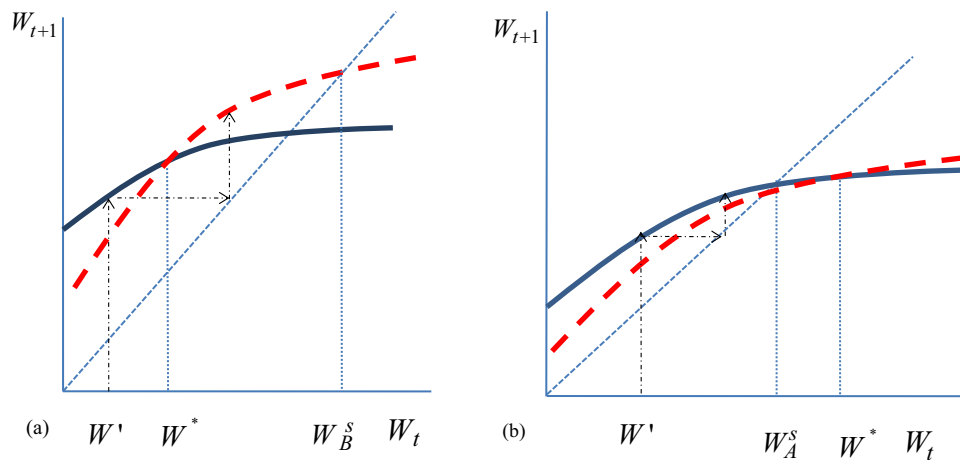 W_{t+1}
(a) W' W^* W_B^s W_t
W_{t+1}
(b) W' W_A^s W^* W_t